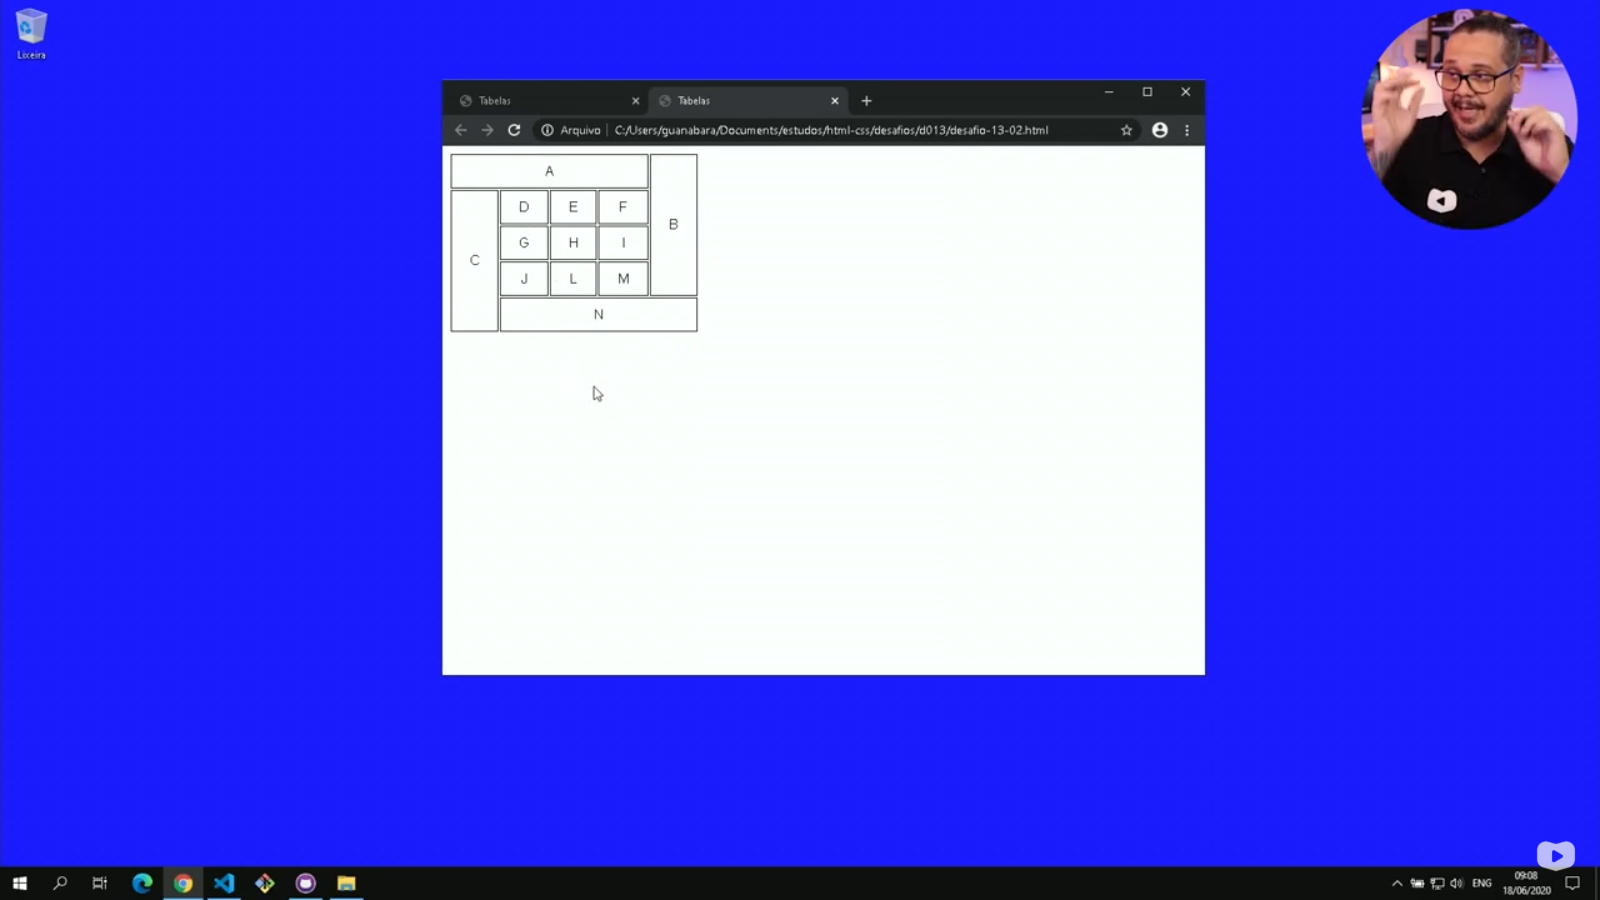 Lixeira
Tabelas
Tabelas
Arquivo C:/Users/guanabara/Documents/estudos/html-css/desafios/d013/desafio-13-02.html
A
B
C
D E F
G H I
J L M
N
ENG
09:08
18/06/2020